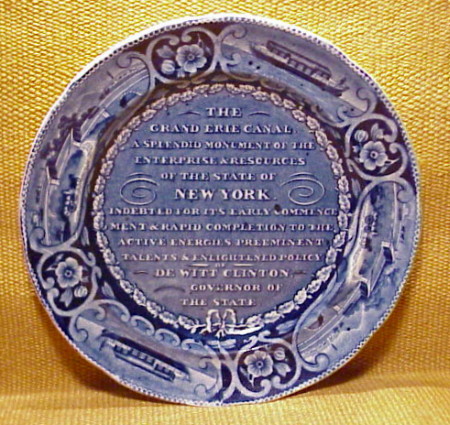 THE
GRAND ERIE CANAL,
A SPLENDID MONUMENT OF THE
ENTERPRISE & RESOURCES
OF THE STATE OF
NEW YORK
INDEBTED FOR ITS EARLY COMMENCE
MENT & RAPID COMPLETION TO THE
ACTIVE ENERGIES PREEMINENT
TALENTS & ENLIGHTENED POLICY
OF
DE WITT CLINTON
GOVERNOR OF
THE STATE